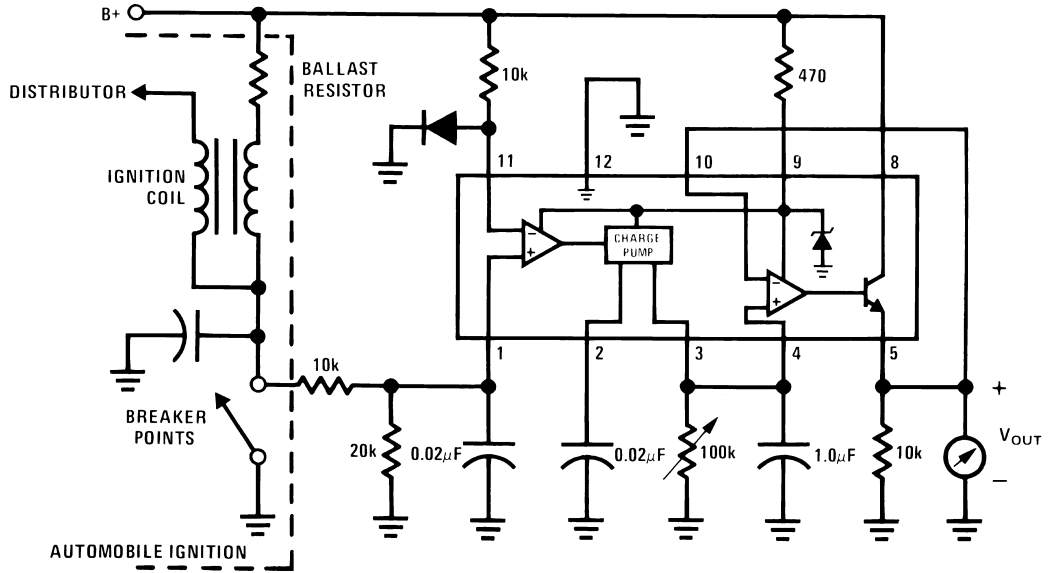 B+
DISTRIBUTOR
BALLAST
RESISTOR
10k
470
IGNITION
COIL
11
12
10
9
8
−
+
CHARGE
PUMP
−
+
1
2
3
4
5
10k
+
BREAKER
POINTS
20k
0.02μF
0.02μF
100k
1.0μF
10k
VOUT
−
AUTOMOBILE IGNITION